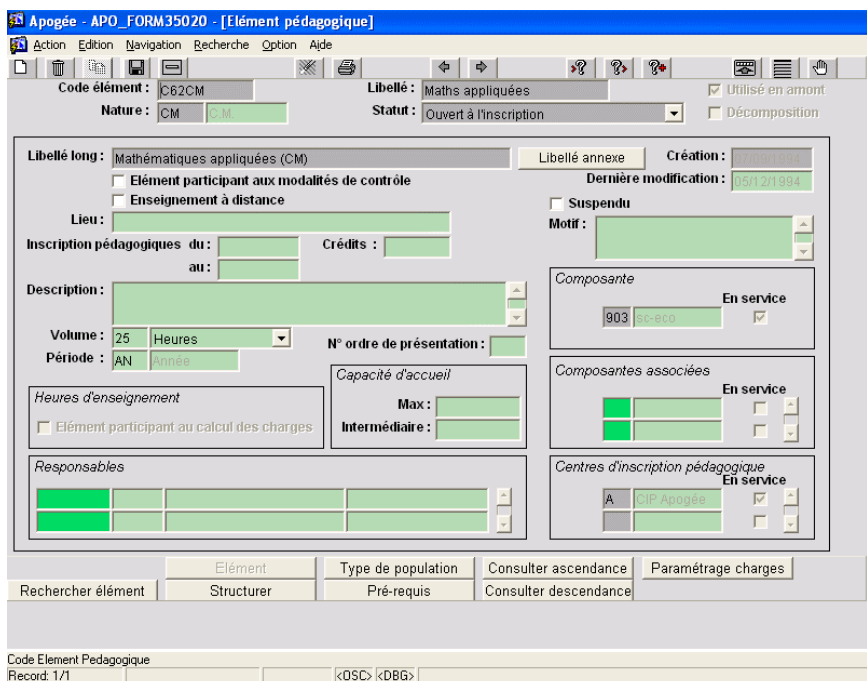 Apogée - APO_FORM35020 - [Elément pédagogique]
Action Edition Navigation Recherche Option Aide
Code élément : C62CM Libellé : Maths appliquées Utilisé en amont
Nature : CM C.M. Statut : Ouvert à l'inscription Décomposition
Libellé long : Mathématiques appliquées (CM) Libellé annexe Création : 07/09/1994
Elément participant aux modalités de contrôle Dernière modification : 05/12/1994
Enseignement à distance Suspendu
Lieu : Motif :
Inscription pédagogiques du : Crédits :
au :
Description :
Composante
En service
903 sc-eco
Volume : 25 Heures N° ordre de présentation :
Période : AN Année
Capacité d'accueil
Max :
Intermédiaire :
Composantes associées
En service
Heures d'enseignement
Elément participant au calcul des charges
Responsables
Centres d'inscription pédagogique
En service
A CIP Apogée
Elément Type de population Consulter ascendance Paramétrage charges
Rechercher élément Structurer Pré-requis Consulter descendance
Code Element Pedagogique
Record: 1/1 <OSC> <DBG>